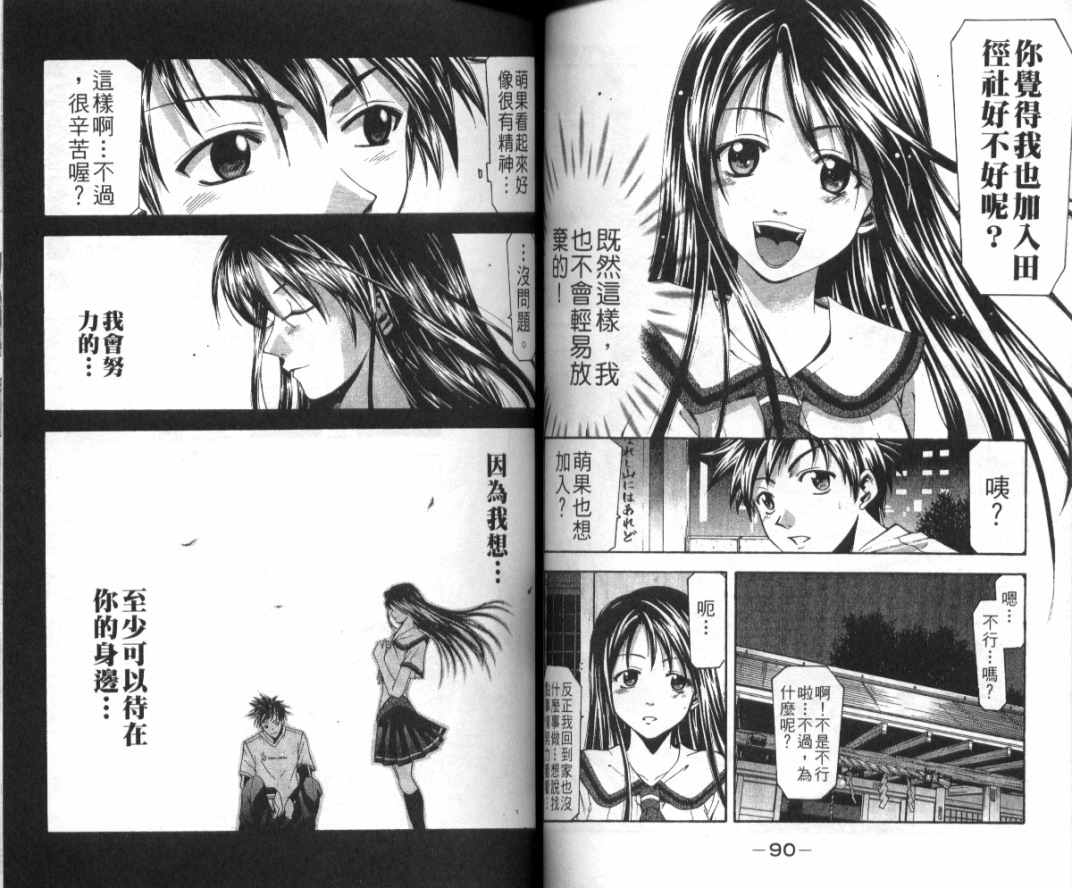 你覺得我也加入田
徑社好不好呢？
既然這樣，我
也不會輕易放
棄的！
咦？
萌果也想
加入？
嗯…
不行…嗎？
啊！不是不行
啦…不過，為
什麼呢？
呃…
反正我回到家也沒
什麼事做…想說找
—90—
萌果看起來好
像很有精神…
這樣啊…不過
，很辛苦喔？
…沒問題。
我會努
力的…
因為我想…
至少可以待在
你的身邊…